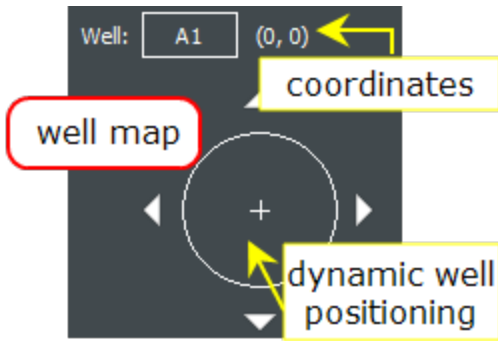 Well: A1 (0, 0)
coordinates
well map
dynamic well
positioning